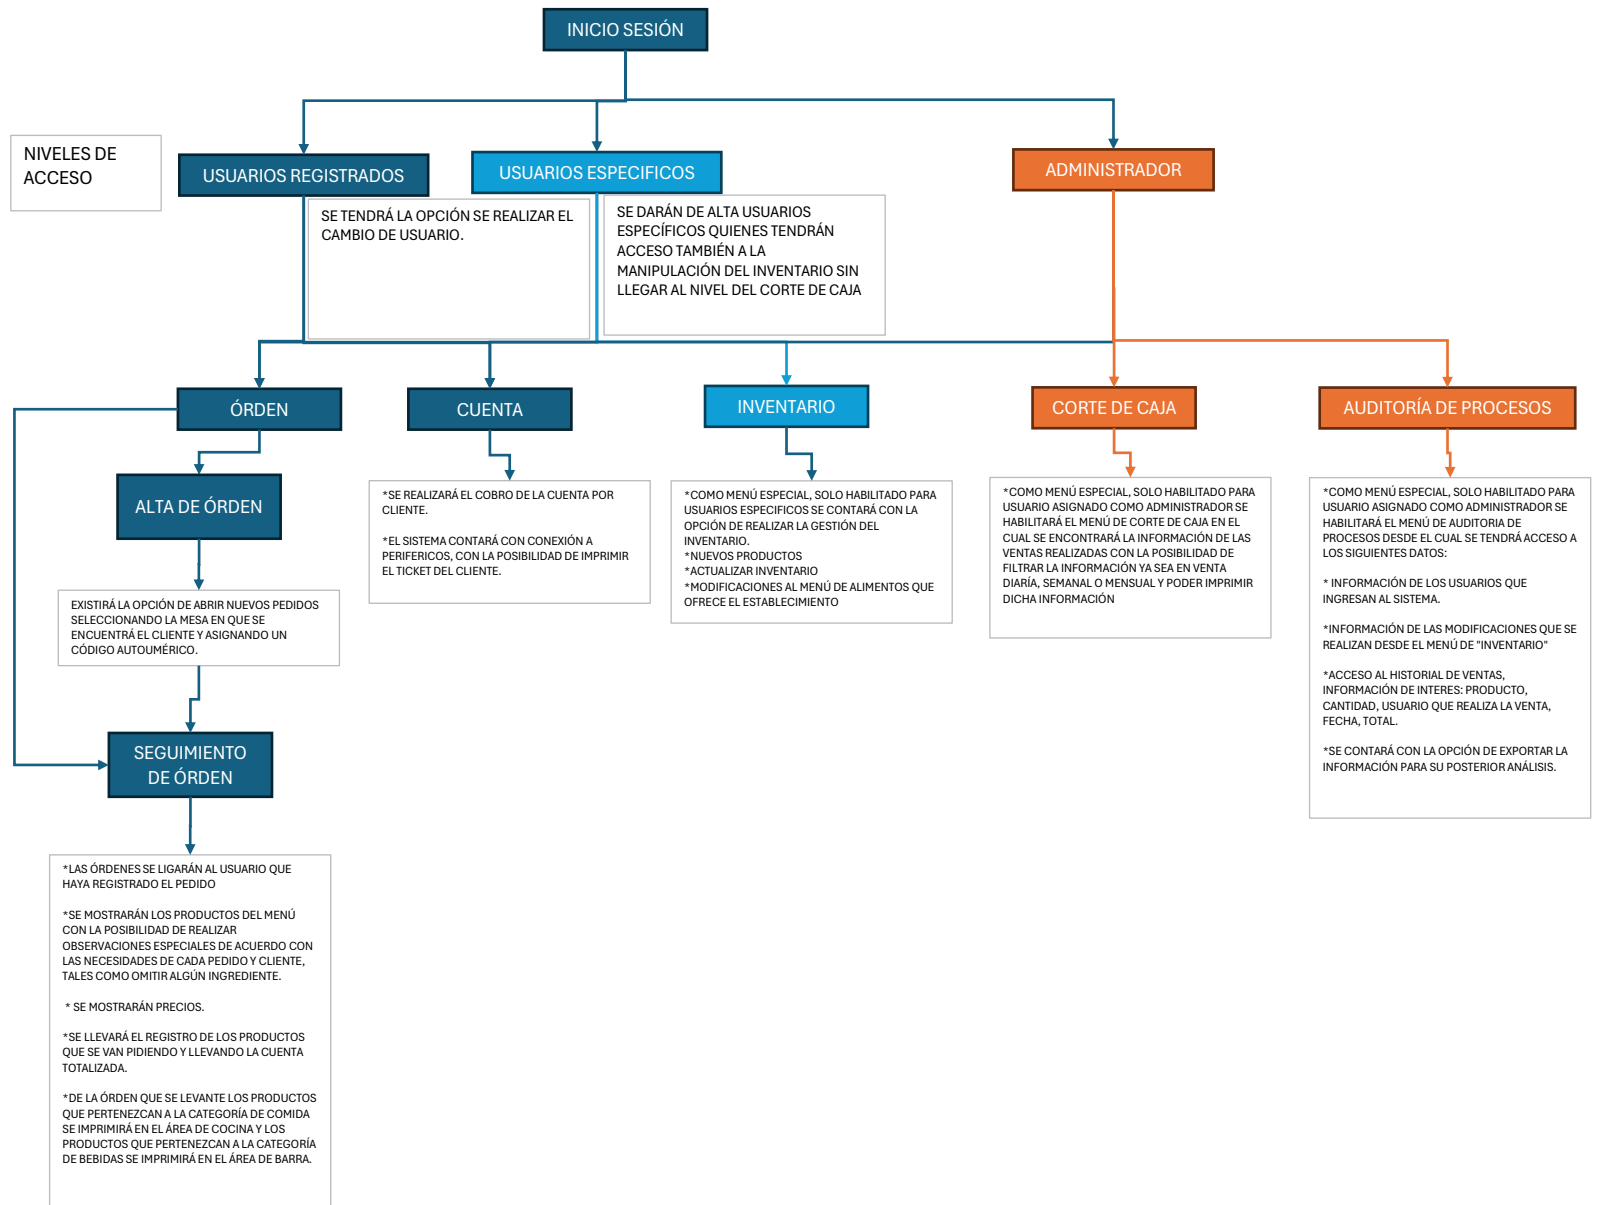 INICIO SESIÓN
NIVELES DE
ACCESO
USUARIOS REGISTRADOS
USUARIOS ESPECIFICOS
ADMINISTRADOR
SE TENDRÁ LA OPCIÓN SE REALIZAR EL
CAMBIO DE USUARIO.
SE DARÁN DE ALTA USUARIOS
ESPECÍFICOS QUIENES TENDRÁN
ACCESO TAMBIÉN A LA
MANIPULACIÓN DEL INVENTARIO SIN
LLEGAR AL NIVEL DEL CORTE DE CAJA
ÓRDEN
CUENTA
INVENTARIO
CORTE DE CAJA
AUDITORÍA DE PROCESOS
ALTA DE ÓRDEN
*SE REALIZARÁ EL COBRO DE LA CUENTA POR
CLIENTE.
*EL SISTEMA CONTARÁ CON CONEXIÓN A
PERIFERICOS, CON LA POSIBILIDAD DE IMPRIMIR
EL TICKET DEL CLIENTE.
*COMO MENÚ ESPECIAL, SOLO HABILITADO PARA
USUARIOS ESPECIFICOS SE CONTARÁ CON LA
OPCIÓN DE REALIZAR LA GESTIÓN DEL
INVENTARIO.
*NUEVOS PRODUCTOS
*ACTUALIZAR INVENTARIO
*MODIFICACIONES AL MENÚ DE ALIMENTOS QUE
OFRECE EL ESTABLECIMIENTO
*COMO MENÚ ESPECIAL, SOLO HABILITADO PARA
USUARIO ASIGNADO COMO ADMINISTRADOR SE
HABILITARÁ EL MENÚ DE CORTE DE CAJA EN EL
CUAL SE ENCONTRARÁ LA INFORMACIÓN DE LAS
VENTAS REALIZADAS CON LA POSIBILIDAD DE
FILTRAR LA INFORMACIÓN YA SEA EN VENTA
DIARÍA, SEMANAL O MENSUAL Y PODER IMPRIMIR
DICHA INFORMACIÓN
*COMO MENÚ ESPECIAL, SOLO HABILITADO PARA
USUARIO ASIGNADO COMO ADMINISTRADOR SE
HABILITARÁ EL MENÚ DE AUDITORIA DE
PROCESOS DESDE EL CUAL SE TENDRÁ ACCESO A
LOS SIGUIENTES DATOS:
* INFORMACIÓN DE LOS USUARIOS QUE
INGRESAN AL SISTEMA.
*INFORMACIÓN DE LAS MODIFICACIONES QUE SE
REALIZAN DESDE EL MENÚ DE "INVENTARIO"
*ACCESO AL HISTORIAL DE VENTAS,
INFORMACIÓN DE INTERES: PRODUCTO,
CANTIDAD, USUARIO QUE REALIZA LA VENTA,
FECHA, TOTAL.
*SE CONTARÁ CON LA OPCIÓN DE EXPORTAR LA
INFORMACIÓN PARA SU POSTERIOR ANÁLISIS.
EXISTIRÁ LA OPCIÓN DE ABRIR NUEVOS PEDIDOS
SELECCIONANDO LA MESA EN QUE SE
ENCUENTRÁ EL CLIENTE Y ASIGNANDO UN
CÓDIGO AUTOUMÉRICO.
SEGUIMIENTO
DE ÓRDEN
*LAS ÓRDENES SE LIGARÁN AL USUARIO QUE
HAYA REGISTRADO EL PEDIDO
*SE MOSTRARÁN LOS PRODUCTOS DEL MENÚ
CON LA POSIBILIDAD DE REALIZAR
OBSERVACIONES ESPECIALES DE ACUERDO CON
LAS NECESIDADES DE CADA PEDIDO Y CLIENTE,
TALES COMO OMITIR ALGÚN INGREDIENTE.
* SE MOSTRARÁN PRECIOS.
*SE LLEVARÁ EL REGISTRO DE LOS PRODUCTOS
QUE SE VAN PIDIENDO Y LLEVANDO LA CUENTA
TOTALIZADA.
*DE LA ÓRDEN QUE SE LEVANTE LOS PRODUCTOS
QUE PERTENEZCAN A LA CATEGORÍA DE COMIDA
SE IMPRIMIRÁ EN EL ÁREA DE COCINA Y LOS
PRODUCTOS QUE PERTENEZCAN A LA CATEGORÍA
DE BEBIDAS SE IMPRIMIRÁ EN EL ÁREA DE BARRA.